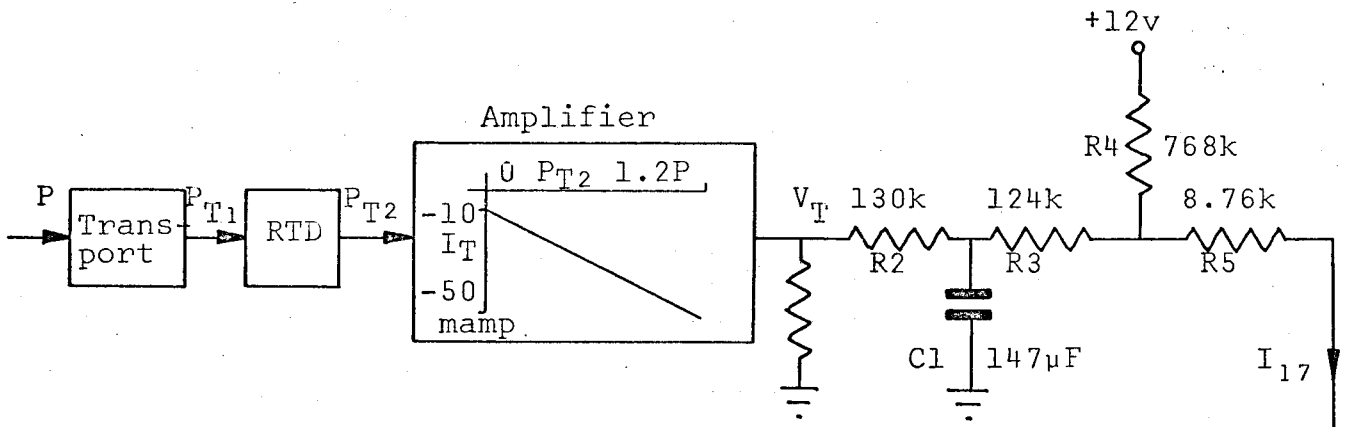 +12v
Amplifier
R4 768k
0 P_T2 1.2P
P P_T1 P_T2 V_T 130k 124k 8.76k
-10
Trans-
port
RTD
I_T
R2 R3 R5
-50
mamp
C1 147µF I_17